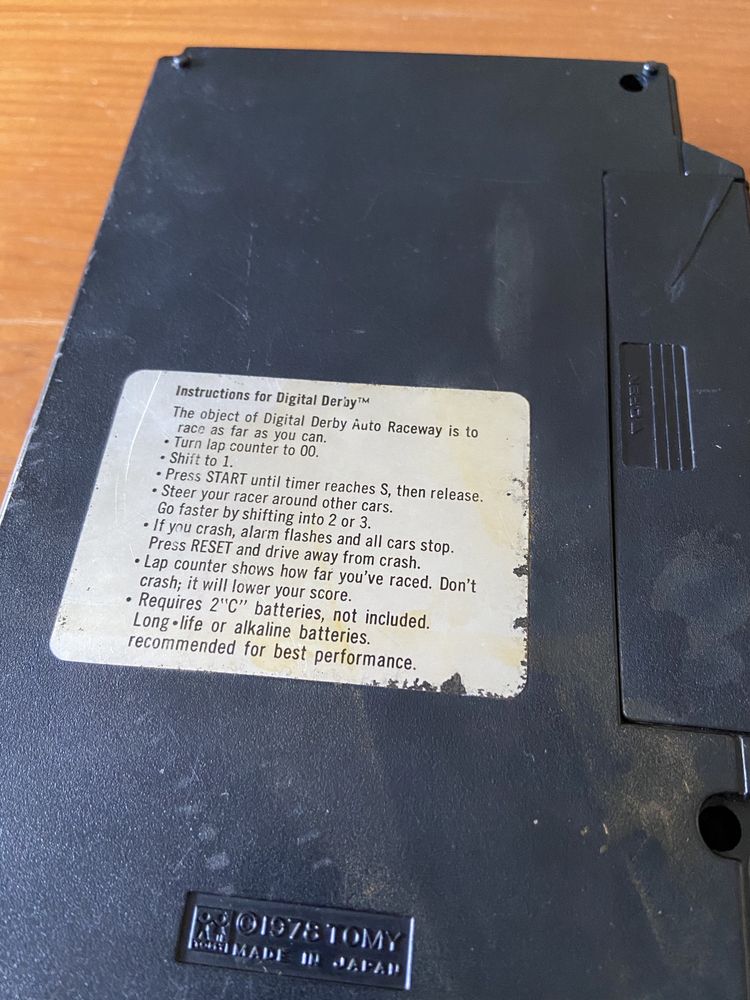 Instructions for Digital Derby™
The object of Digital Derby Auto Raceway is to
race as far as you can.
• Turn lap counter to 00.
• Shift to 1.
• Press START until timer reaches S, then release.
• Steer your racer around other cars.
Go faster by shifting into 2 or 3.
• If you crash, alarm flashes and all cars stop.
Press RESET and drive away from crash.
• Lap counter shows how far you've raced. Don't
crash; it will lower your score.
• Requires 2"C" batteries, not included.
Long•life or alkaline batteries.
recommended for best performance.
OPEN
©1978 TOMY
MADE IN JAPAN